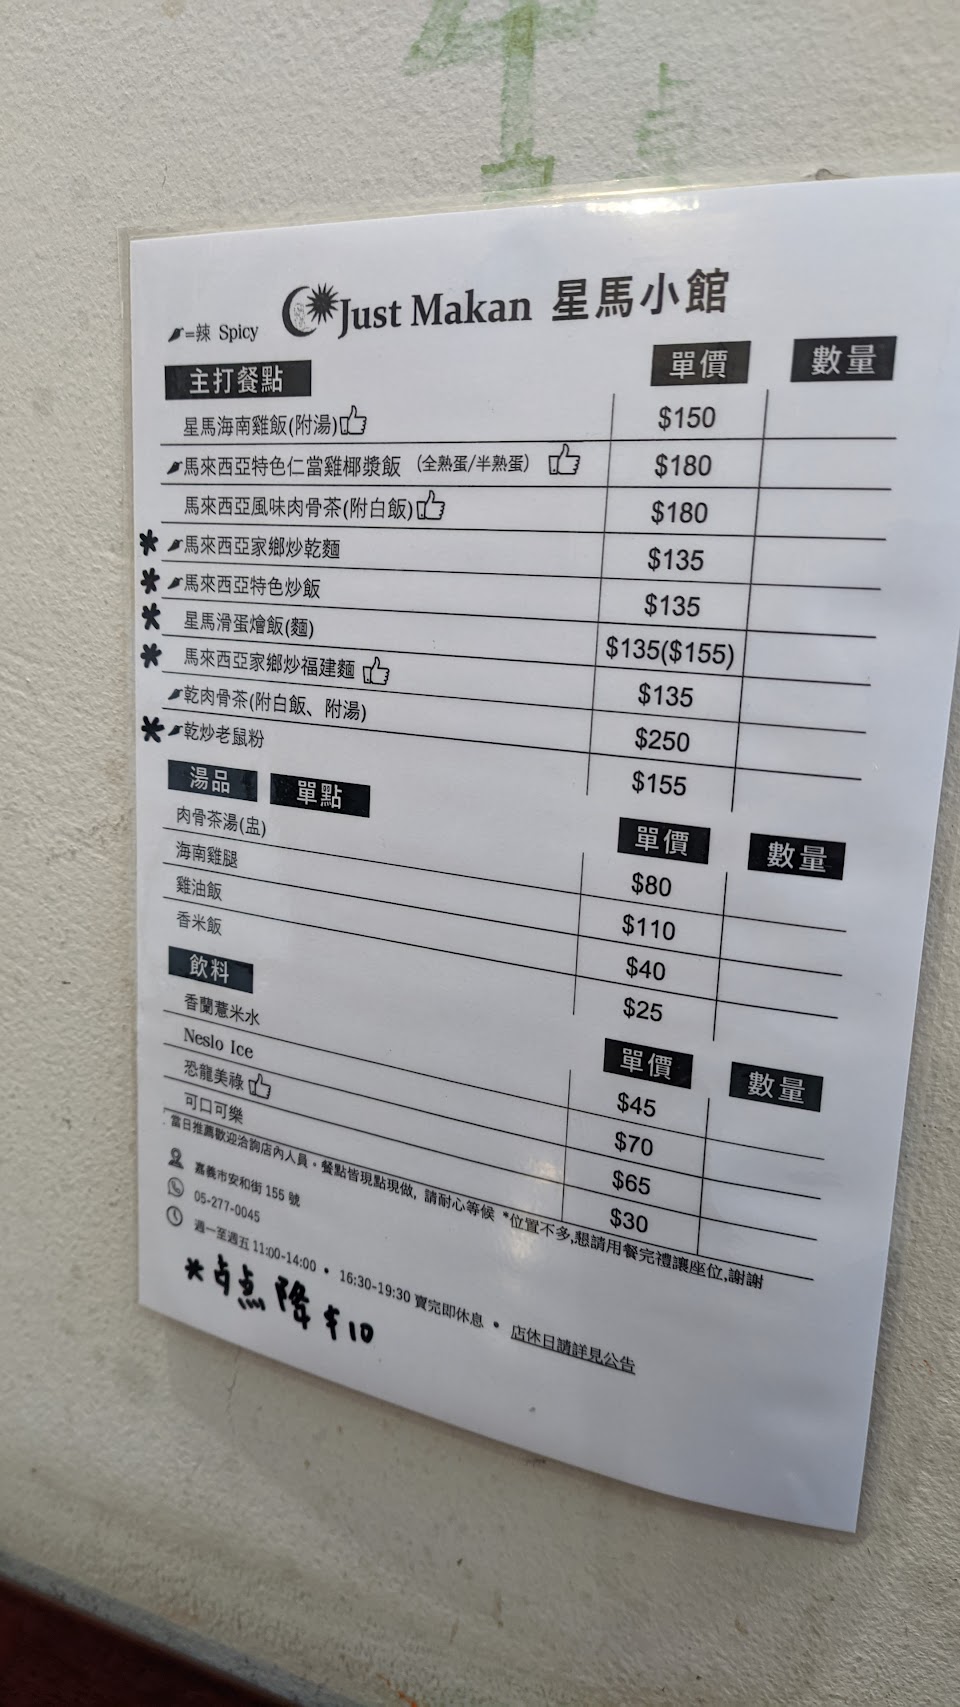 =辣 Spicy
Just Makan 星馬小館
主打餐點 單價 數量
星馬海南雞飯(附湯) $150
馬來西亞特色仁當雞椰漿飯 (全熟蛋/半熟蛋) $180
馬來西亞風味肉骨茶(附白飯) $180
* 馬來西亞家鄉炒乾麵 $135
* 馬來西亞特色炒飯 $135
* 星馬滑蛋燴飯(麵) $135($155)
* 馬來西亞家鄉炒福建麵 $135
乾肉骨茶(附白飯、附湯) $250
* 乾炒老鼠粉 $155
湯品 單點 單價 數量
肉骨茶湯(盅) $80
海南雞腿 $110
雞油飯 $40
香米飯 $25
飲料 單價 數量
香蘭薏米水 $45
Neslo Ice $70
恐龍美祿 $65
可口可樂 $30
當日推薦歡迎洽詢店內人員。餐點皆現點現做, 請耐心等候 *位置不多,懇請用餐完禮讓座位,謝謝
嘉義市安和街 155 號
05-277-0045
週一至週五 11:00-14:00 • 16:30-19:30 賣完即休息 • 店休日請詳見公告
* 降 $10